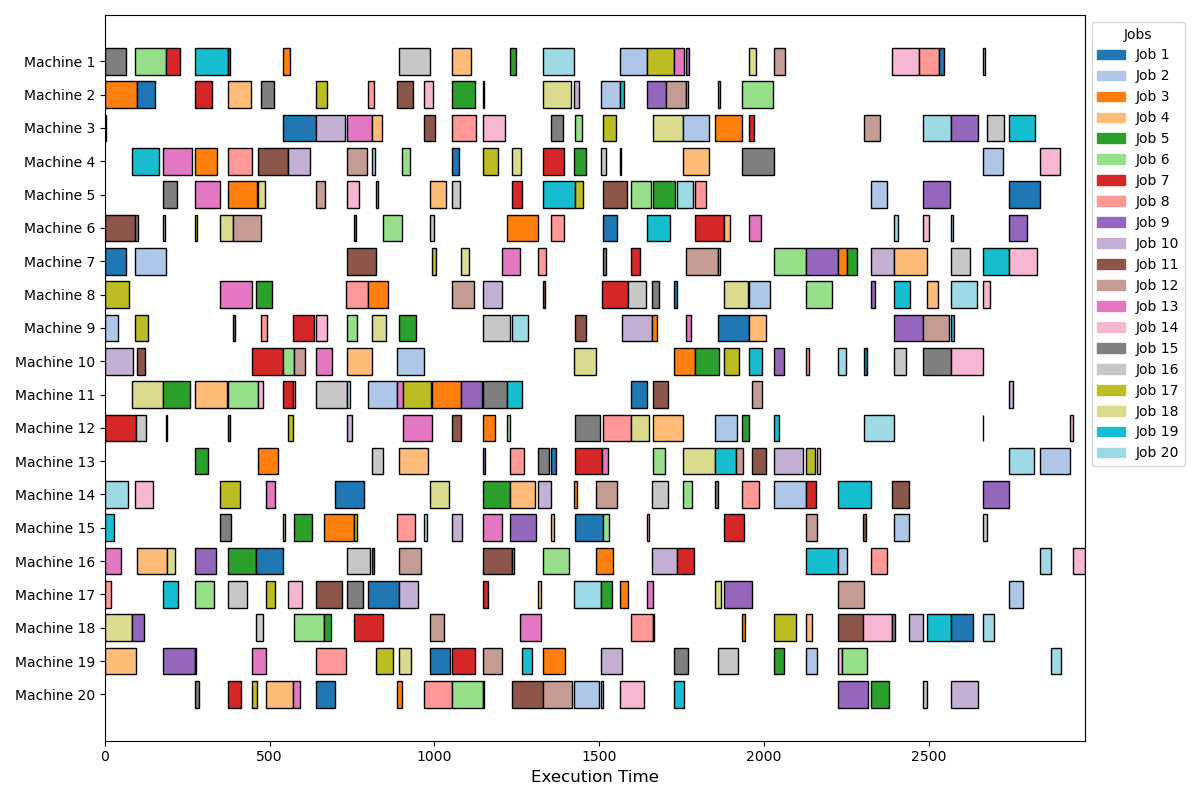 Machine 1
Machine 2
Machine 3
Machine 4
Machine 5
Machine 6
Machine 7
Machine 8
Machine 9
Machine 10
Machine 11
Machine 12
Machine 13
Machine 14
Machine 15
Machine 16
Machine 17
Machine 18
Machine 19
Machine 20
0 500 1000 1500 2000 2500
Execution Time
Jobs
Job 1
Job 2
Job 3
Job 4
Job 5
Job 6
Job 7
Job 8
Job 9
Job 10
Job 11
Job 12
Job 13
Job 14
Job 15
Job 16
Job 17
Job 18
Job 19
Job 20